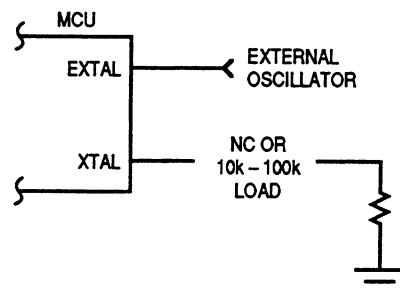 MCU
EXTAL
EXTERNAL
OSCILLATOR
XTAL
NC OR
10k – 100k
LOAD